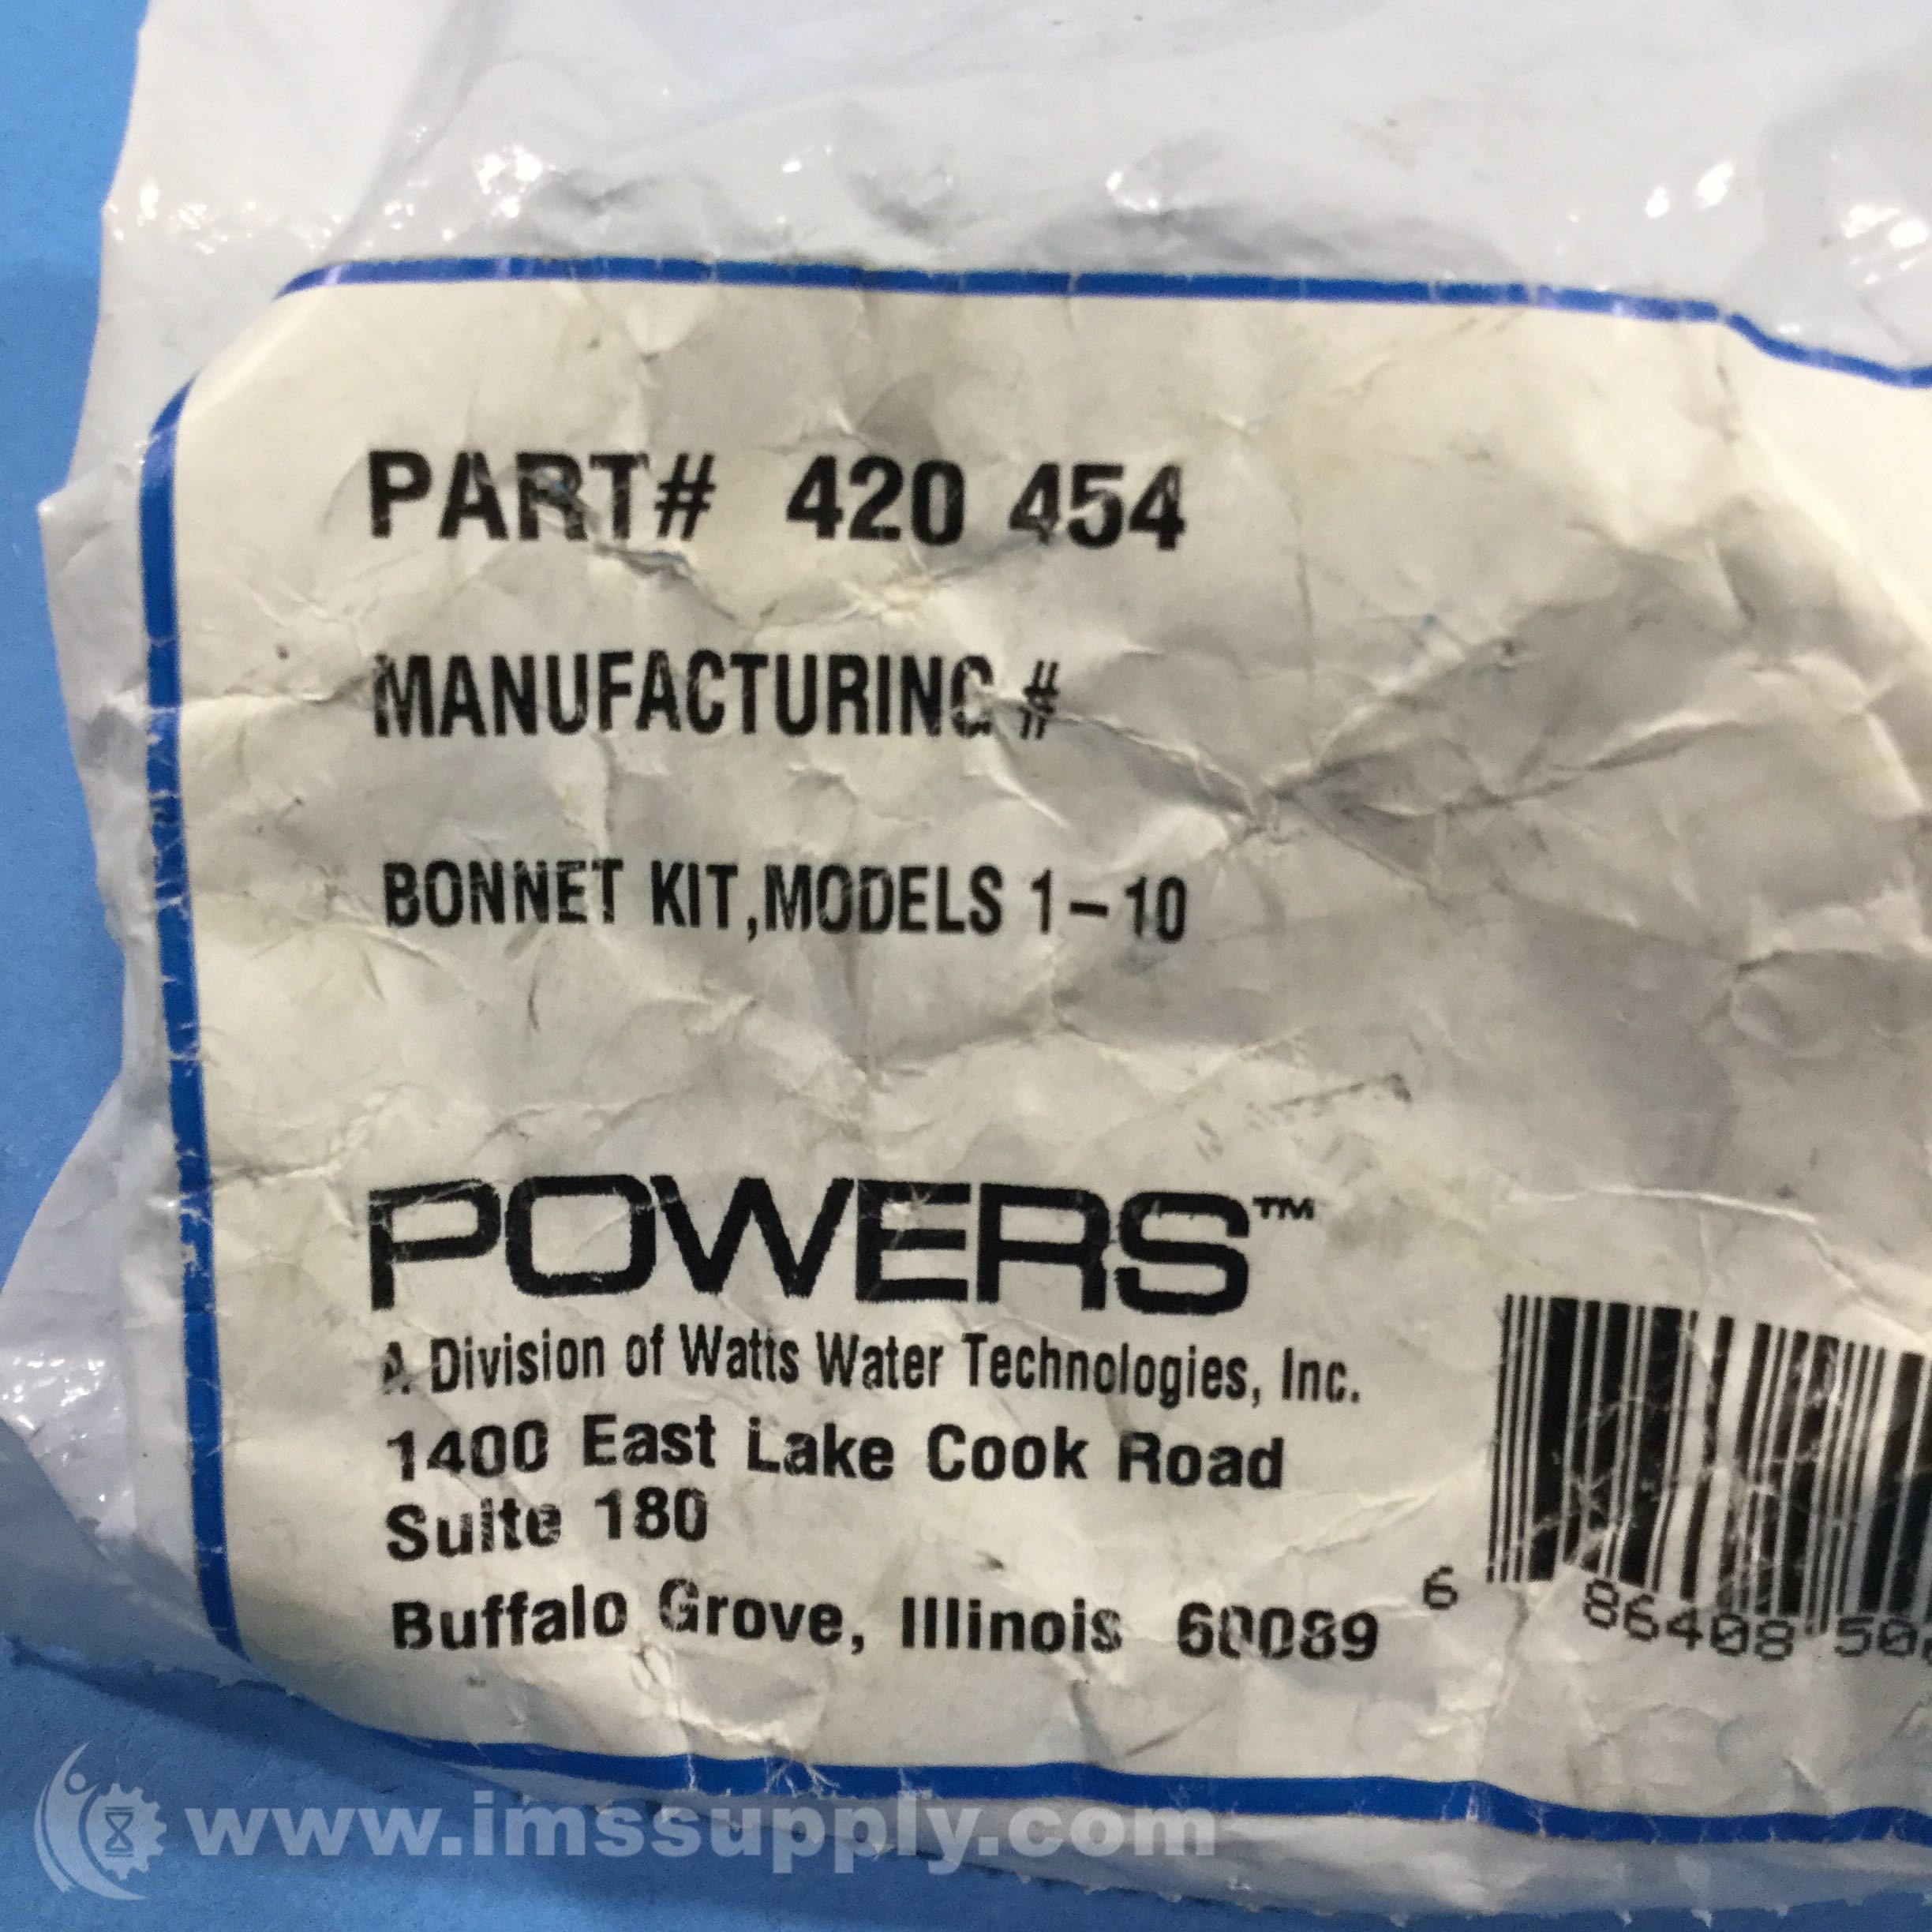 PART# 420 454
MANUFACTURING #
BONNET KIT,MODELS 1-10
POWERS™
A Division of Watts Water Technologies, Inc.
1400 East Lake Cook Road
Suite 180
Buffalo Grove, Illinois 60089
6 86408 50
www.imssupply.com